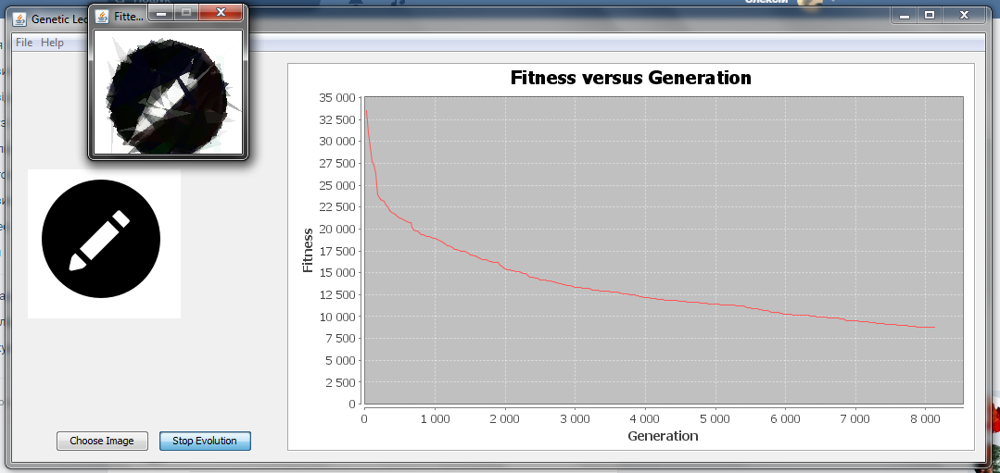 Genetic Led
Fitte...
олексій
File Help
Fitness versus Generation
35 000
32 500
30 000
27 500
25 000
22 500
20 000
17 500
15 000
12 500
10 000
7 500
5 000
2 500
0
Fitness
0 1 000 2 000 3 000 4 000 5 000 6 000 7 000 8 000
Generation
Choose Image Stop Evolution